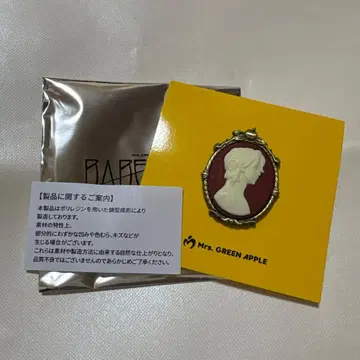 BABE
【製品に関するご案内】
本製品はポリレジンを用いた鋳型成形により
製造しております。
素材の特性上、
部分的にわずかな凹みや色むら、キズなどが
生じる場合がございます。
これらは素材や製造方法に由来する自然な仕上がりとなり、
品質不良ではございませんのであらかじめご了承ください。
Mrs. GREEN APPLE